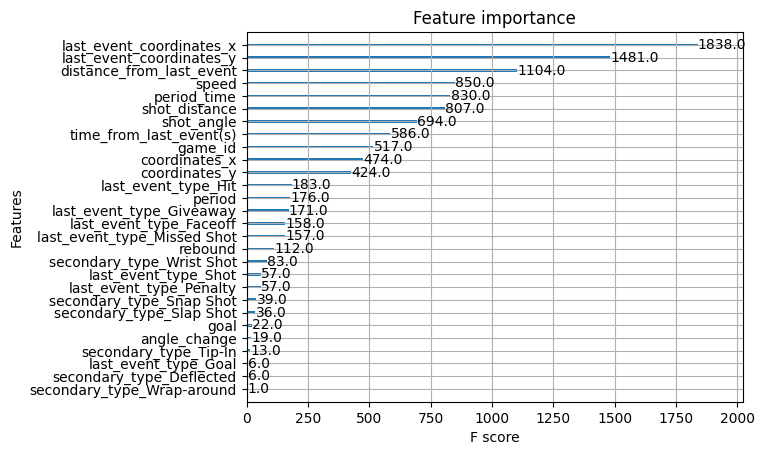 Feature importance
last_event_coordinates_x 1838.0
last_event_coordinates_y 1481.0
distance_from_last_event 1104.0
speed 850.0
period_time 830.0
shot_distance 807.0
shot_angle 694.0
time_from_last_event(s) 586.0
game_id 517.0
coordinates_x 474.0
coordinates_y 424.0
last_event_type_Hit 183.0
period 176.0
last_event_type_Giveaway 171.0
last_event_type_Faceoff 158.0
last_event_type_Missed Shot 157.0
rebound 112.0
secondary_type_Wrist Shot 83.0
last_event_type_Shot 57.0
last_event_type_Penalty 57.0
secondary_type_Snap Shot 39.0
secondary_type_Slap Shot 36.0
goal 22.0
angle_change 19.0
secondary_type_Tip-In 13.0
last_event_type_Goal 6.0
secondary_type_Deflected 6.0
secondary_type_Wrap-around 1.0
Features
0 250 500 750 1000 1250 1500 1750 2000
F score